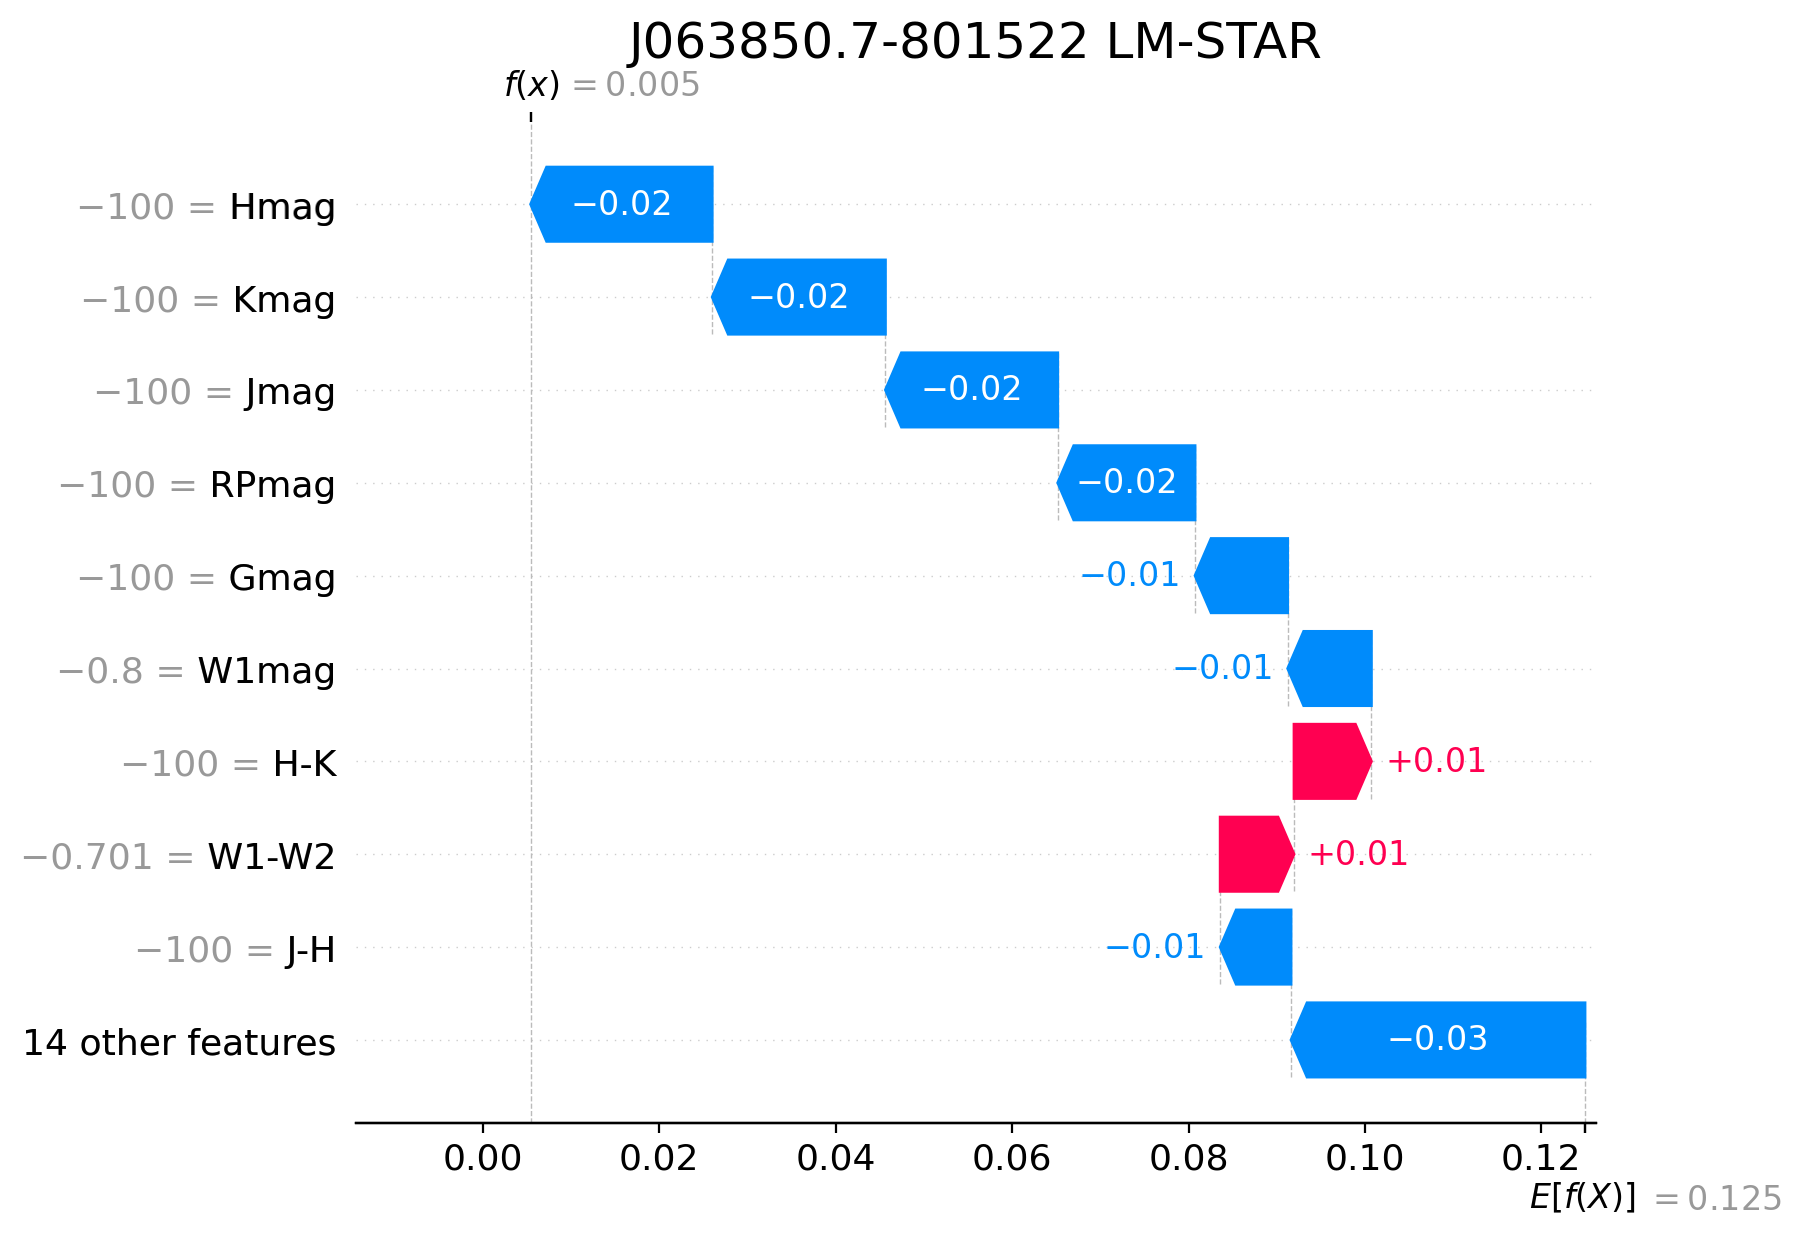 J063850.7-801522 LM-STAR
f(x) = 0.005
−100 = Hmag −0.02
−100 = Kmag −0.02
−100 = Jmag −0.02
−100 = RPmag −0.02
−100 = Gmag −0.01
−0.8 = W1mag −0.01
−100 = H-K +0.01
−0.701 = W1-W2 +0.01
−100 = J-H −0.01
14 other features −0.03
0.00 0.02 0.04 0.06 0.08 0.10 0.12
E[f(X)] = 0.125